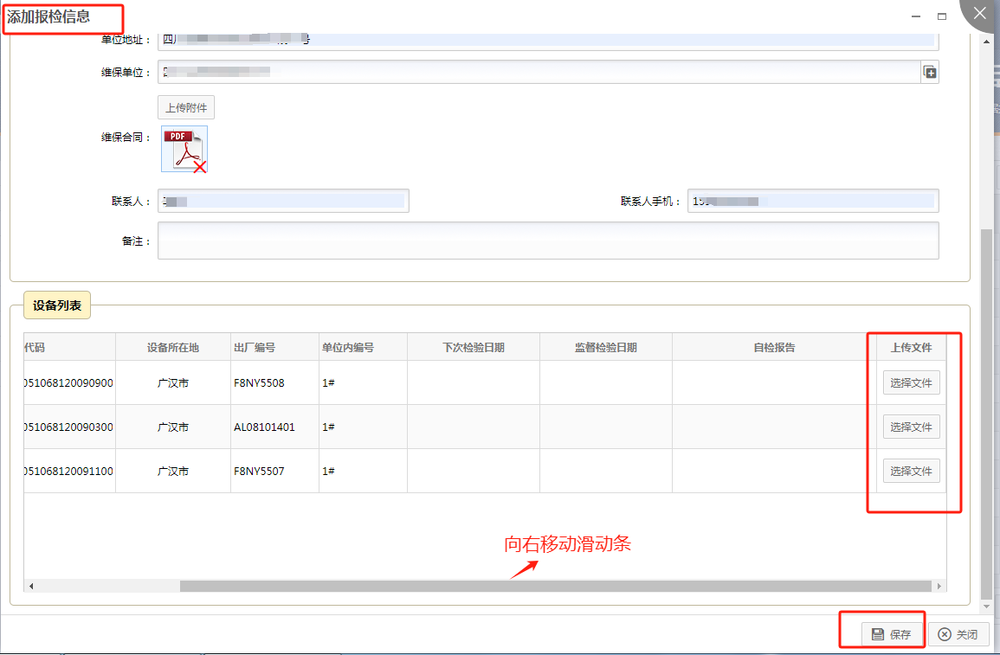 添加报检信息
单位地址：
维保单位：
上传附件
维保合同：
PDF
联系人：
联系人手机：
备注：
设备列表
代码 设备所在地 出厂编号 单位内编号 下次检验日期 监督检验日期 自检报告 上传文件
051068120090900 广汉市 F8NY5508 1# 选择文件
051068120090300 广汉市 AL08101401 1# 选择文件
051068120091100 广汉市 F8NY5507 1# 选择文件
向右移动滑动条
保存 关闭